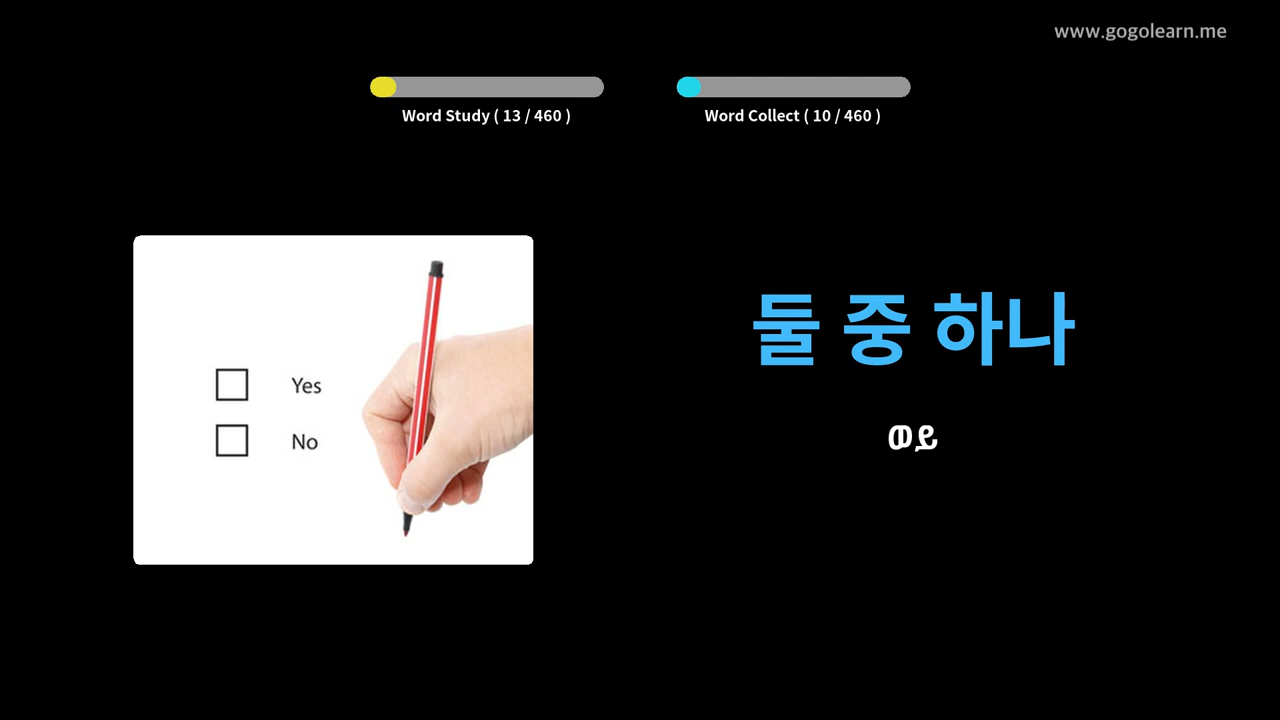 www.gogolearn.me
Word Study ( 13 / 460 )
Word Collect ( 10 / 460 )
Yes
No
둘 중 하나
ወይ